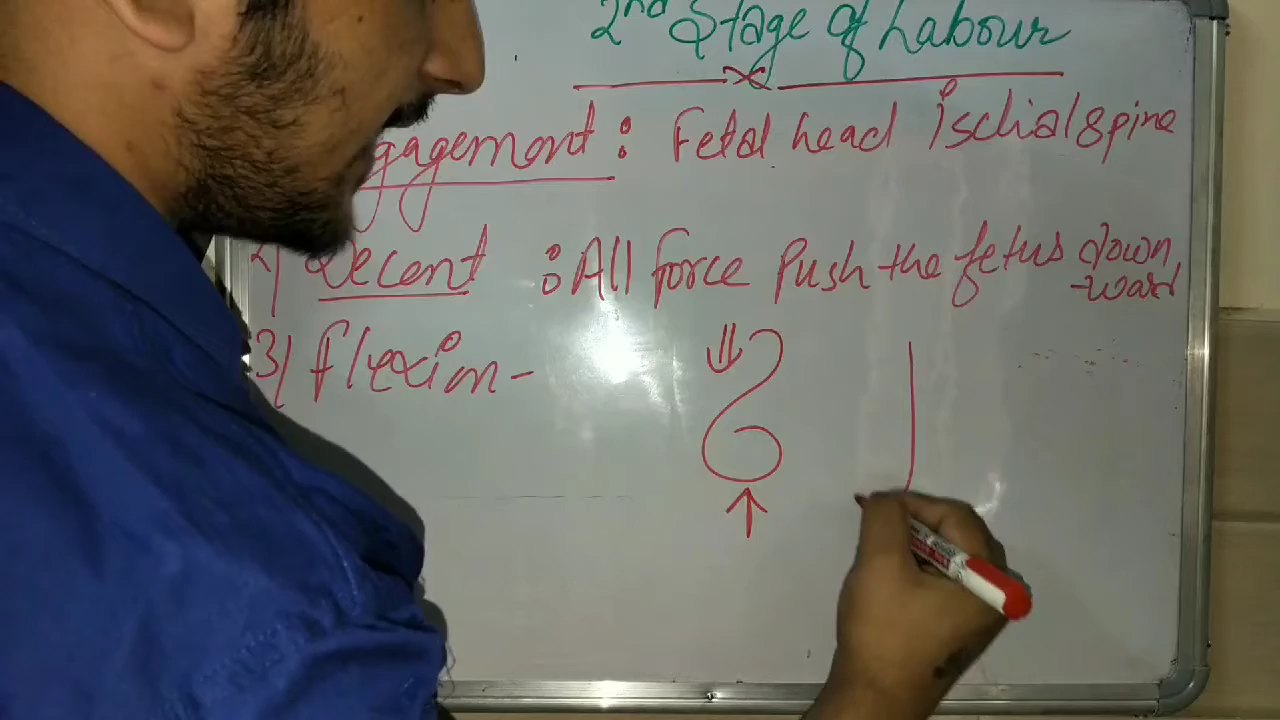 2nd Stage of Labour
gagement : Fetal head ischial spine
2) Decent : All force Push the fetus down
-ward
3) flexion -